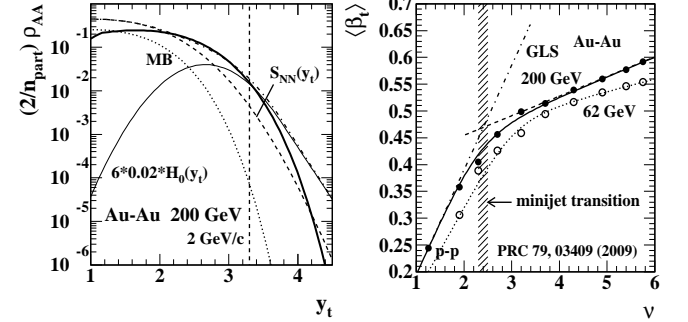 (2/n_part) ρ_AA
10^-1
10^-2
10^-3
10^-4
10^-5
10^-6
MB
S_NN(y_t)
6*0.02*H_0(y_t)
Au-Au 200 GeV
2 GeV/c
1 2 3 4
y_t
⟨β_t⟩
0.7
0.65
0.6
0.55
0.5
0.45
0.4
0.35
0.3
0.25
0.2
GLS
Au-Au
200 GeV
62 GeV
minijet transition
p-p
PRC 79, 03409 (2009)
1 2 3 4 5 6
ν